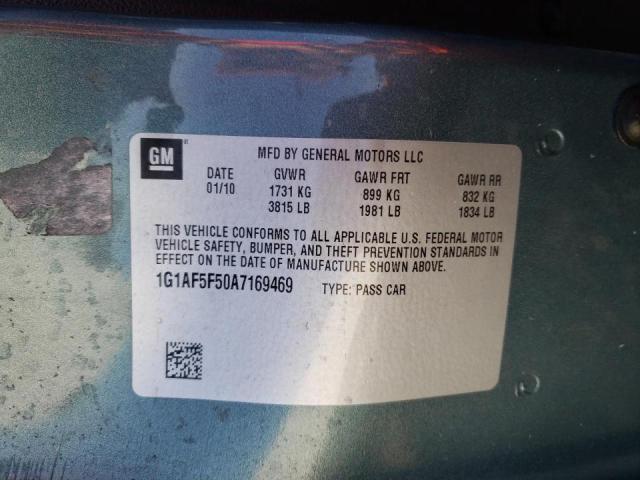 GM
MFD BY GENERAL MOTORS LLC
DATE GVWR GAWR FRT GAWR RR
01/10 1731 KG 899 KG 832 KG
3815 LB 1981 LB 1834 LB
THIS VEHICLE CONFORMS TO ALL APPLICABLE U.S. FEDERAL MOTOR
VEHICLE SAFETY, BUMPER, AND THEFT PREVENTION STANDARDS IN
EFFECT ON THE DATE OF MANUFACTURE SHOWN ABOVE.
1G1AF5F50A7169469 TYPE: PASS CAR